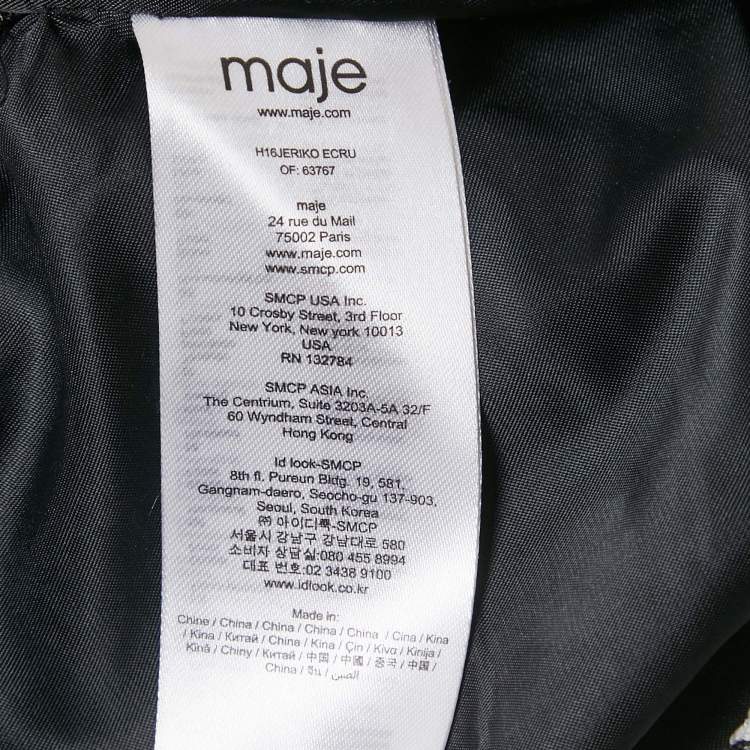 maje
www.maje.com
H16JERIKO ECRU
OF: 63767
maje
24 rue du Mail
75002 Paris
www.maje.com
www.smcp.com
SMCP USA Inc.
10 Crosby Street, 3rd Floor
New York, New york 10013
USA
RN 132784
SMCP ASIA Inc.
The Centrium, Suite 3203A-5A 32/F
60 Wyndham Street, Central
Hong Kong
Id look-SMCP
8th fl. Pureun Bldg. 19, 581,
Gangnam-daero, Seocho-gu 137-903,
Seoul, South Korea
㈜ 아이디룩-SMCP
서울시 강남구 강남대로 580
소비자 상담실:080 455 8994
대표 번호:02 3438 9100
www.idlook.co.kr
Made in:
Chine / China / China / China / China / Cina / Kina
/ Kina / Китай / China / Kina / Çin / Κίνα / Kinija /
Kīnā / Chiny / Китай / 中国 / 中國 / 중국 / 中国 /
China / จีน / الصين